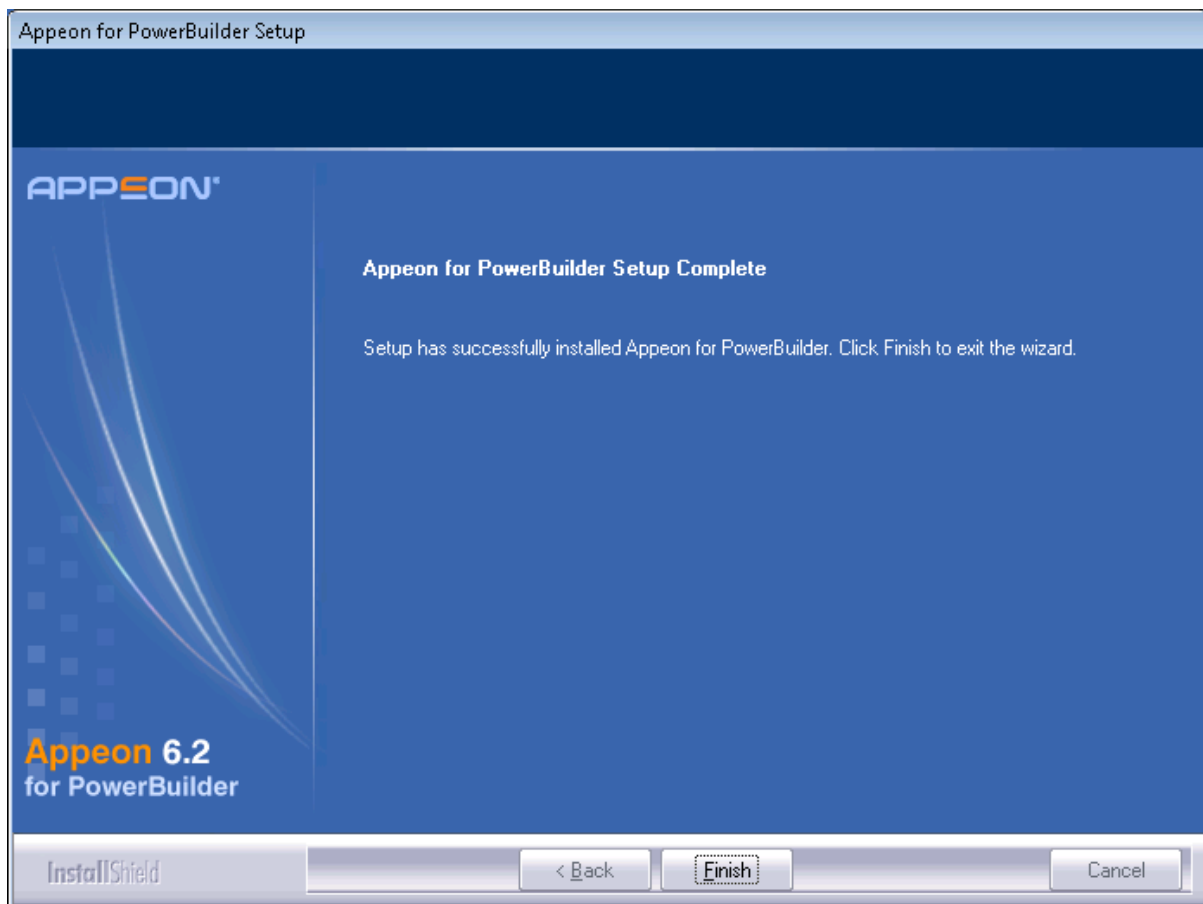 Appeon for PowerBuilder Setup
APPEON
Appeon for PowerBuilder Setup Complete
Setup has successfully installed Appeon for PowerBuilder. Click Finish to exit the wizard.
Appeon 6.2
for PowerBuilder
InstallShield
< Back
Finish
Cancel